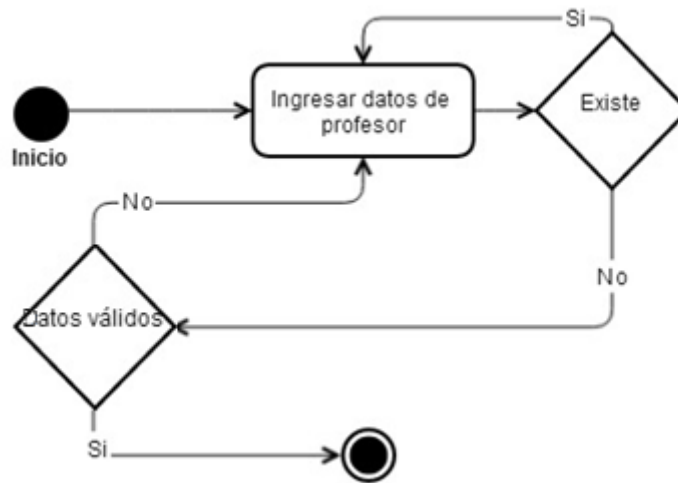 Si
Ingresar datos de
profesor
Existe
Inicio
No
No
Datos válidos
Si